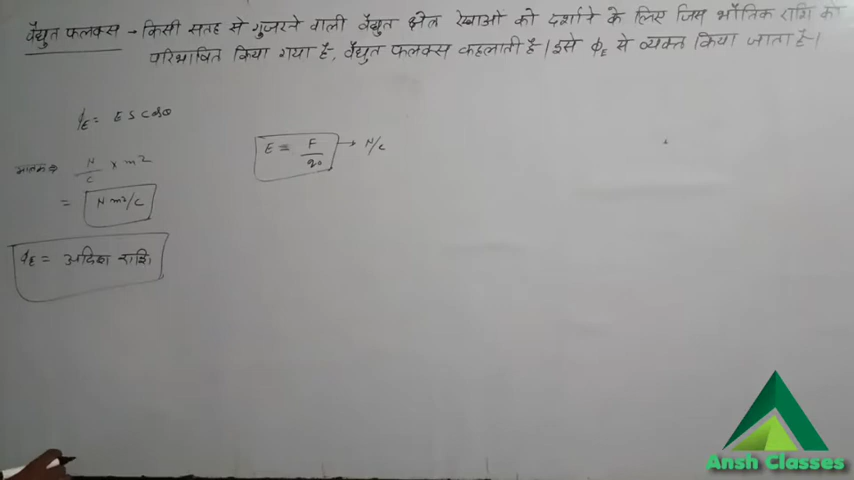 वैद्युत फलक्स - किसी सतह से गुजरने वाली वैद्युत क्षेत्र रेखाओं को दर्शाने के लिए जिस भौतिक राशि को
परिभाषित किया गया है, वैद्युत फलक्स कहलाती है। इसे ϕE से व्यक्त किया जाता है।
ϕE = E S cosθ
E = F/q0 → N/C
मात्रक ⇒ N/C × m2
= N m2/C
ϕE = अदिश राशि
Ansh Classes